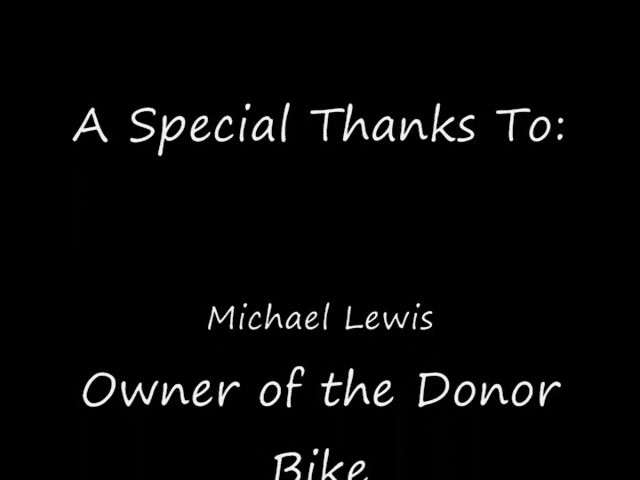 A Special Thanks To:
Michael Lewis
Owner of the Donor
Bike